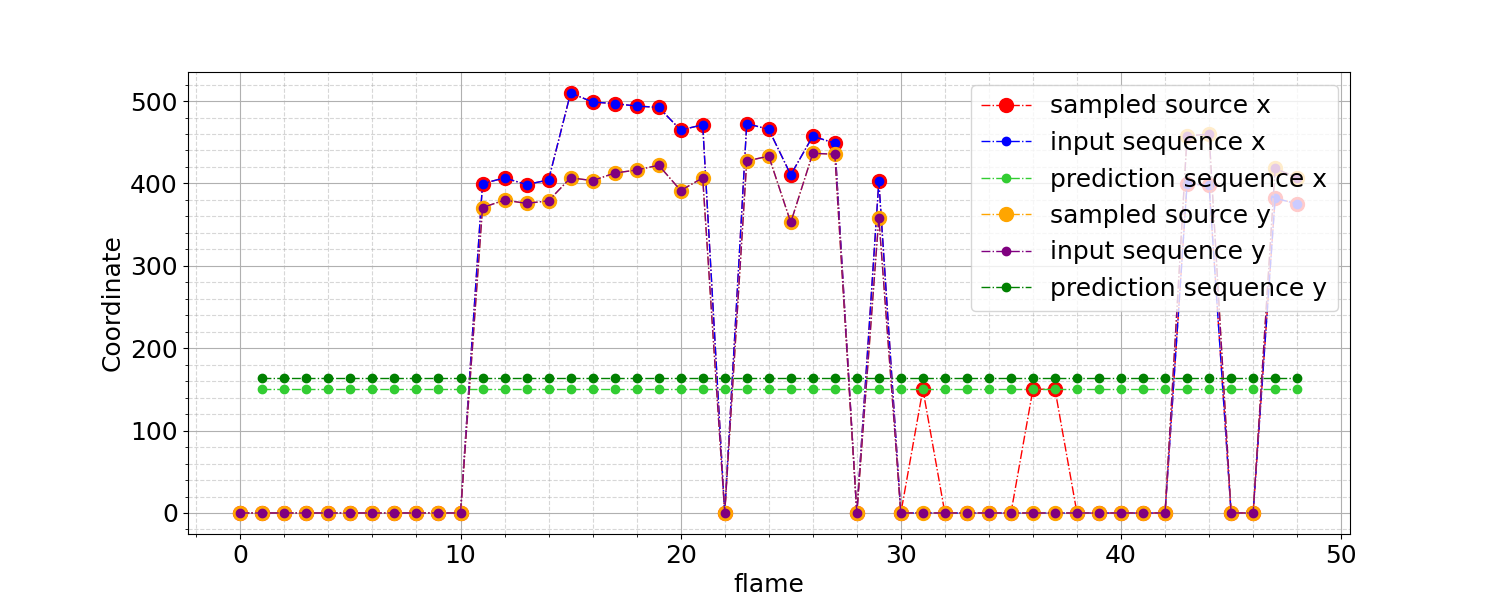 500
400
300
200
100
0
Coordinate
sampled source x
input sequence x
prediction sequence x
sampled source y
input sequence y
prediction sequence y
0 10 20 30 40 50
flame